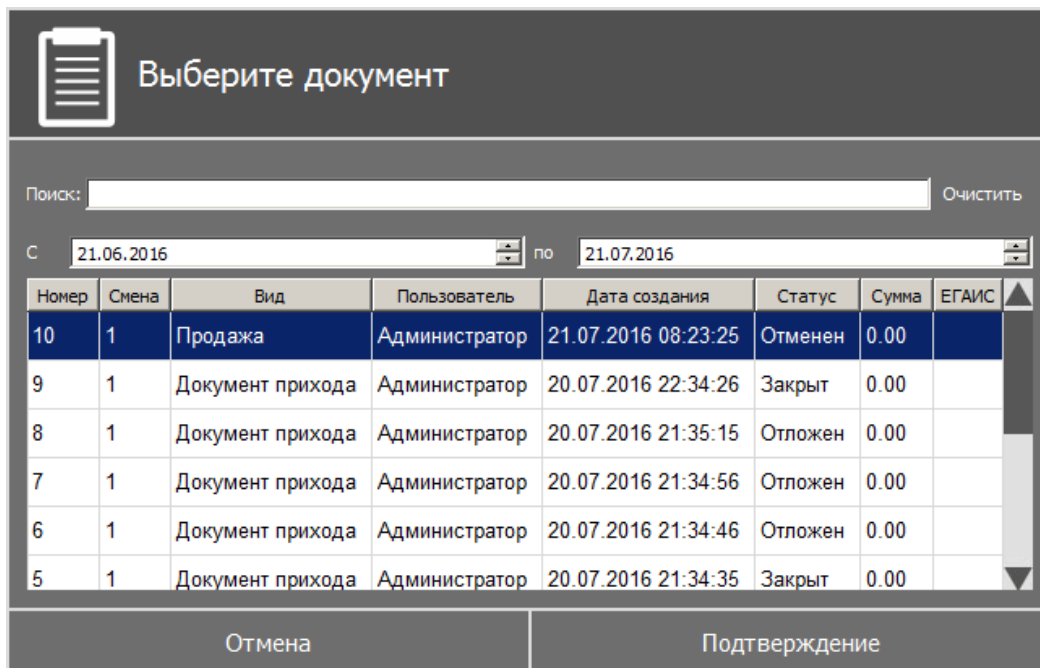 Выберите документ
Поиск: Очистить
С 21.06.2016 по 21.07.2016
Номер Смена Вид Пользователь Дата создания Статус Сумма ЕГАИС
10 1 Продажа Администратор 21.07.2016 08:23:25 Отменен 0.00
9 1 Документ прихода Администратор 20.07.2016 22:34:26 Закрыт 0.00
8 1 Документ прихода Администратор 20.07.2016 21:35:15 Отложен 0.00
7 1 Документ прихода Администратор 20.07.2016 21:34:56 Отложен 0.00
6 1 Документ прихода Администратор 20.07.2016 21:34:46 Отложен 0.00
5 1 Документ прихода Администратор 20.07.2016 21:34:35 Закрыт 0.00
Отмена Подтверждение